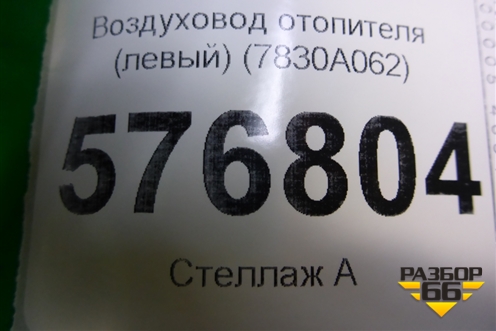 Воздуховод отопителя
(левый) (7830A062)
576804
Стеллаж А
РАЗБОР
66